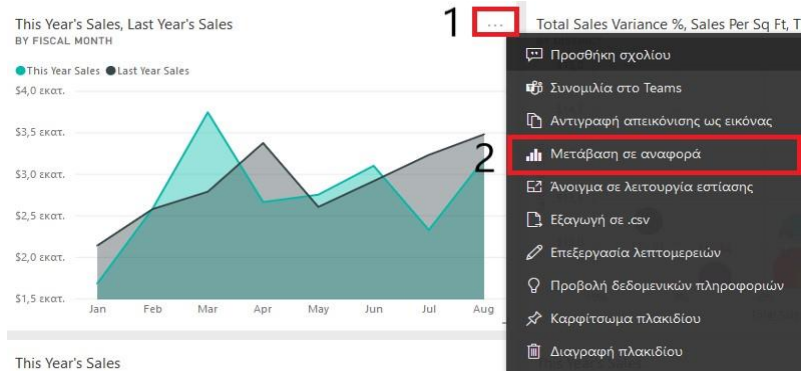 This Year's Sales, Last Year's Sales
BY FISCAL MONTH
This Year Sales Last Year Sales
$4,0 εκατ.
$3,5 εκατ.
$3,0 εκατ.
$2,5 εκατ.
$2,0 εκατ.
$1,5 εκατ.
Jan Feb Mar Apr May Jun Jul Aug
This Year's Sales
1 ...
Total Sales Variance %, Sales Per Sq Ft, T
Προσθήκη σχολίου
Συνομιλία στο Teams
Αντιγραφή απεικόνισης ως εικόνας
2 Μετάβαση σε αναφορά
Άνοιγμα σε λειτουργία εστίασης
Εξαγωγή σε .csv
Επεξεργασία λεπτομερειών
Προβολή δεδομενικών πληροφοριών
Καρφίτσωμα πλακιδίου
Διαγραφή πλακιδίου